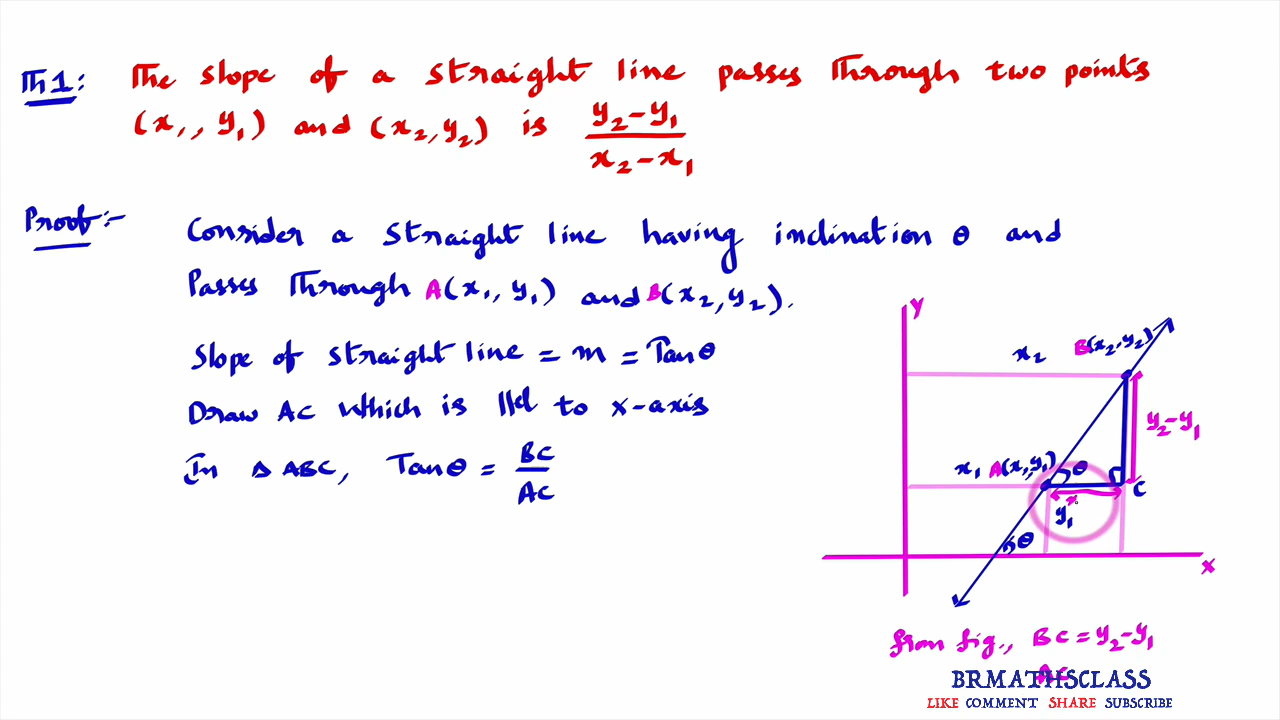 Th1: The slope of a straight line passes through two points
(x₁, y₁) and (x₂, y₂) is y₂-y₁/x₂-x₁
Proof:- Consider a straight line having inclination θ and
Passes through A(x₁, y₁) and B(x₂, y₂).
Slope of straight line = m = Tanθ
Draw AC which is ||el to x-axis
In Δ ABC, Tanθ = BC/AC
y
x₂ B(x₂, y₂)
y₂-y₁
x₁ A(x₁, y₁) θ
C
x
y₁
θ
x
from fig., BC = y₂-y₁
AC
BRMATHSCLASS
LIKE COMMENT SHARE SUBSCRIBE